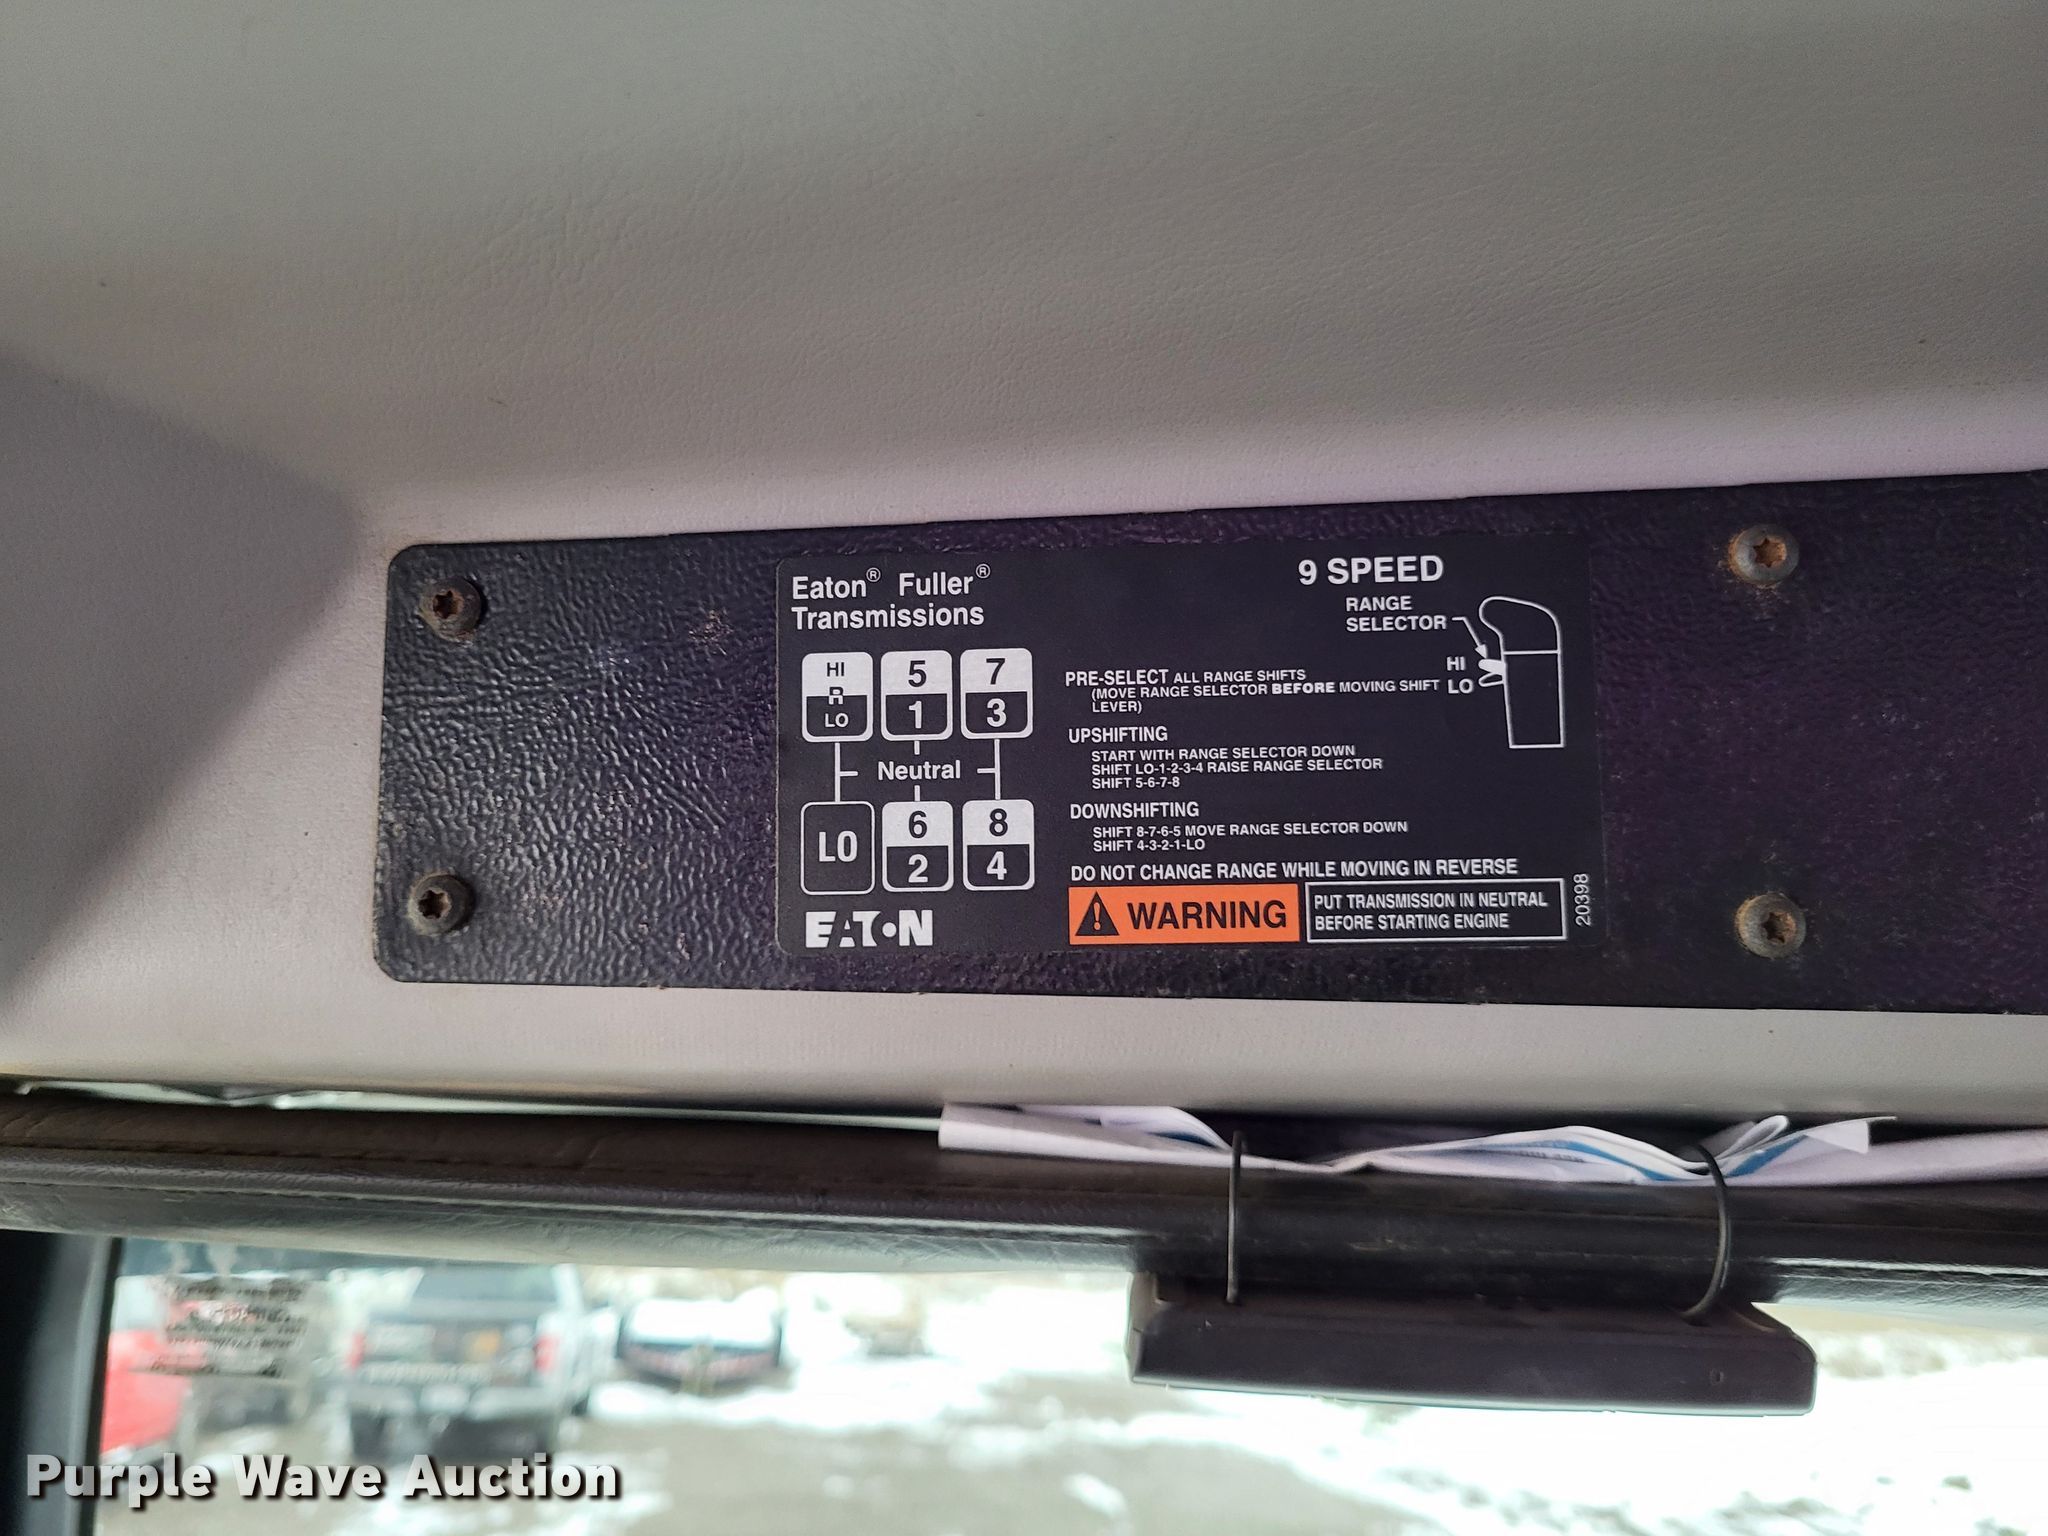 Eaton® Fuller®
Transmissions
9 SPEED
RANGE
SELECTOR
HI
LO
HI
R
LO
5
1
7
3
Neutral
LO
6
2
8
4
EATON
PRE-SELECT ALL RANGE SHIFTS
(MOVE RANGE SELECTOR BEFORE MOVING SHIFT
LEVER)
UPSHIFTING
START WITH RANGE SELECTOR DOWN
SHIFT LO-1-2-3-4 RAISE RANGE SELECTOR
SHIFT 5-6-7-8
DOWNSHIFTING
SHIFT 8-7-6-5 MOVE RANGE SELECTOR DOWN
SHIFT 4-3-2-1-LO
DO NOT CHANGE RANGE WHILE MOVING IN REVERSE
WARNING
PUT TRANSMISSION IN NEUTRAL
BEFORE STARTING ENGINE
20398
Purple Wave Auction